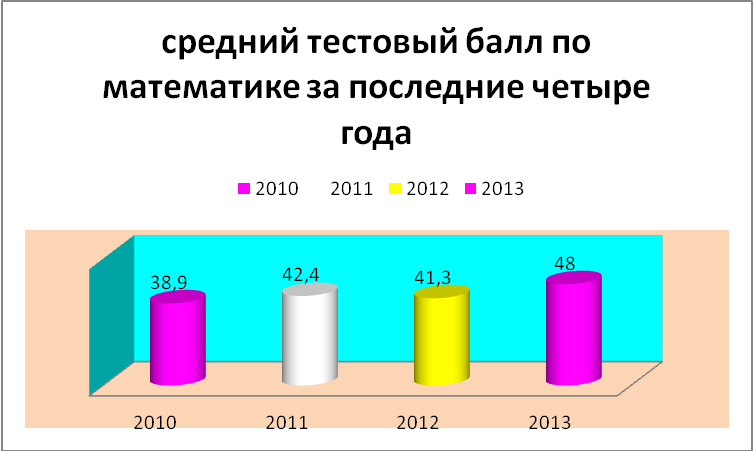 средний тестовый балл по
математике за последние четыре
года
2010 2011 2012 2013
38,9 42,4 41,3 48
2010 2011 2012 2013